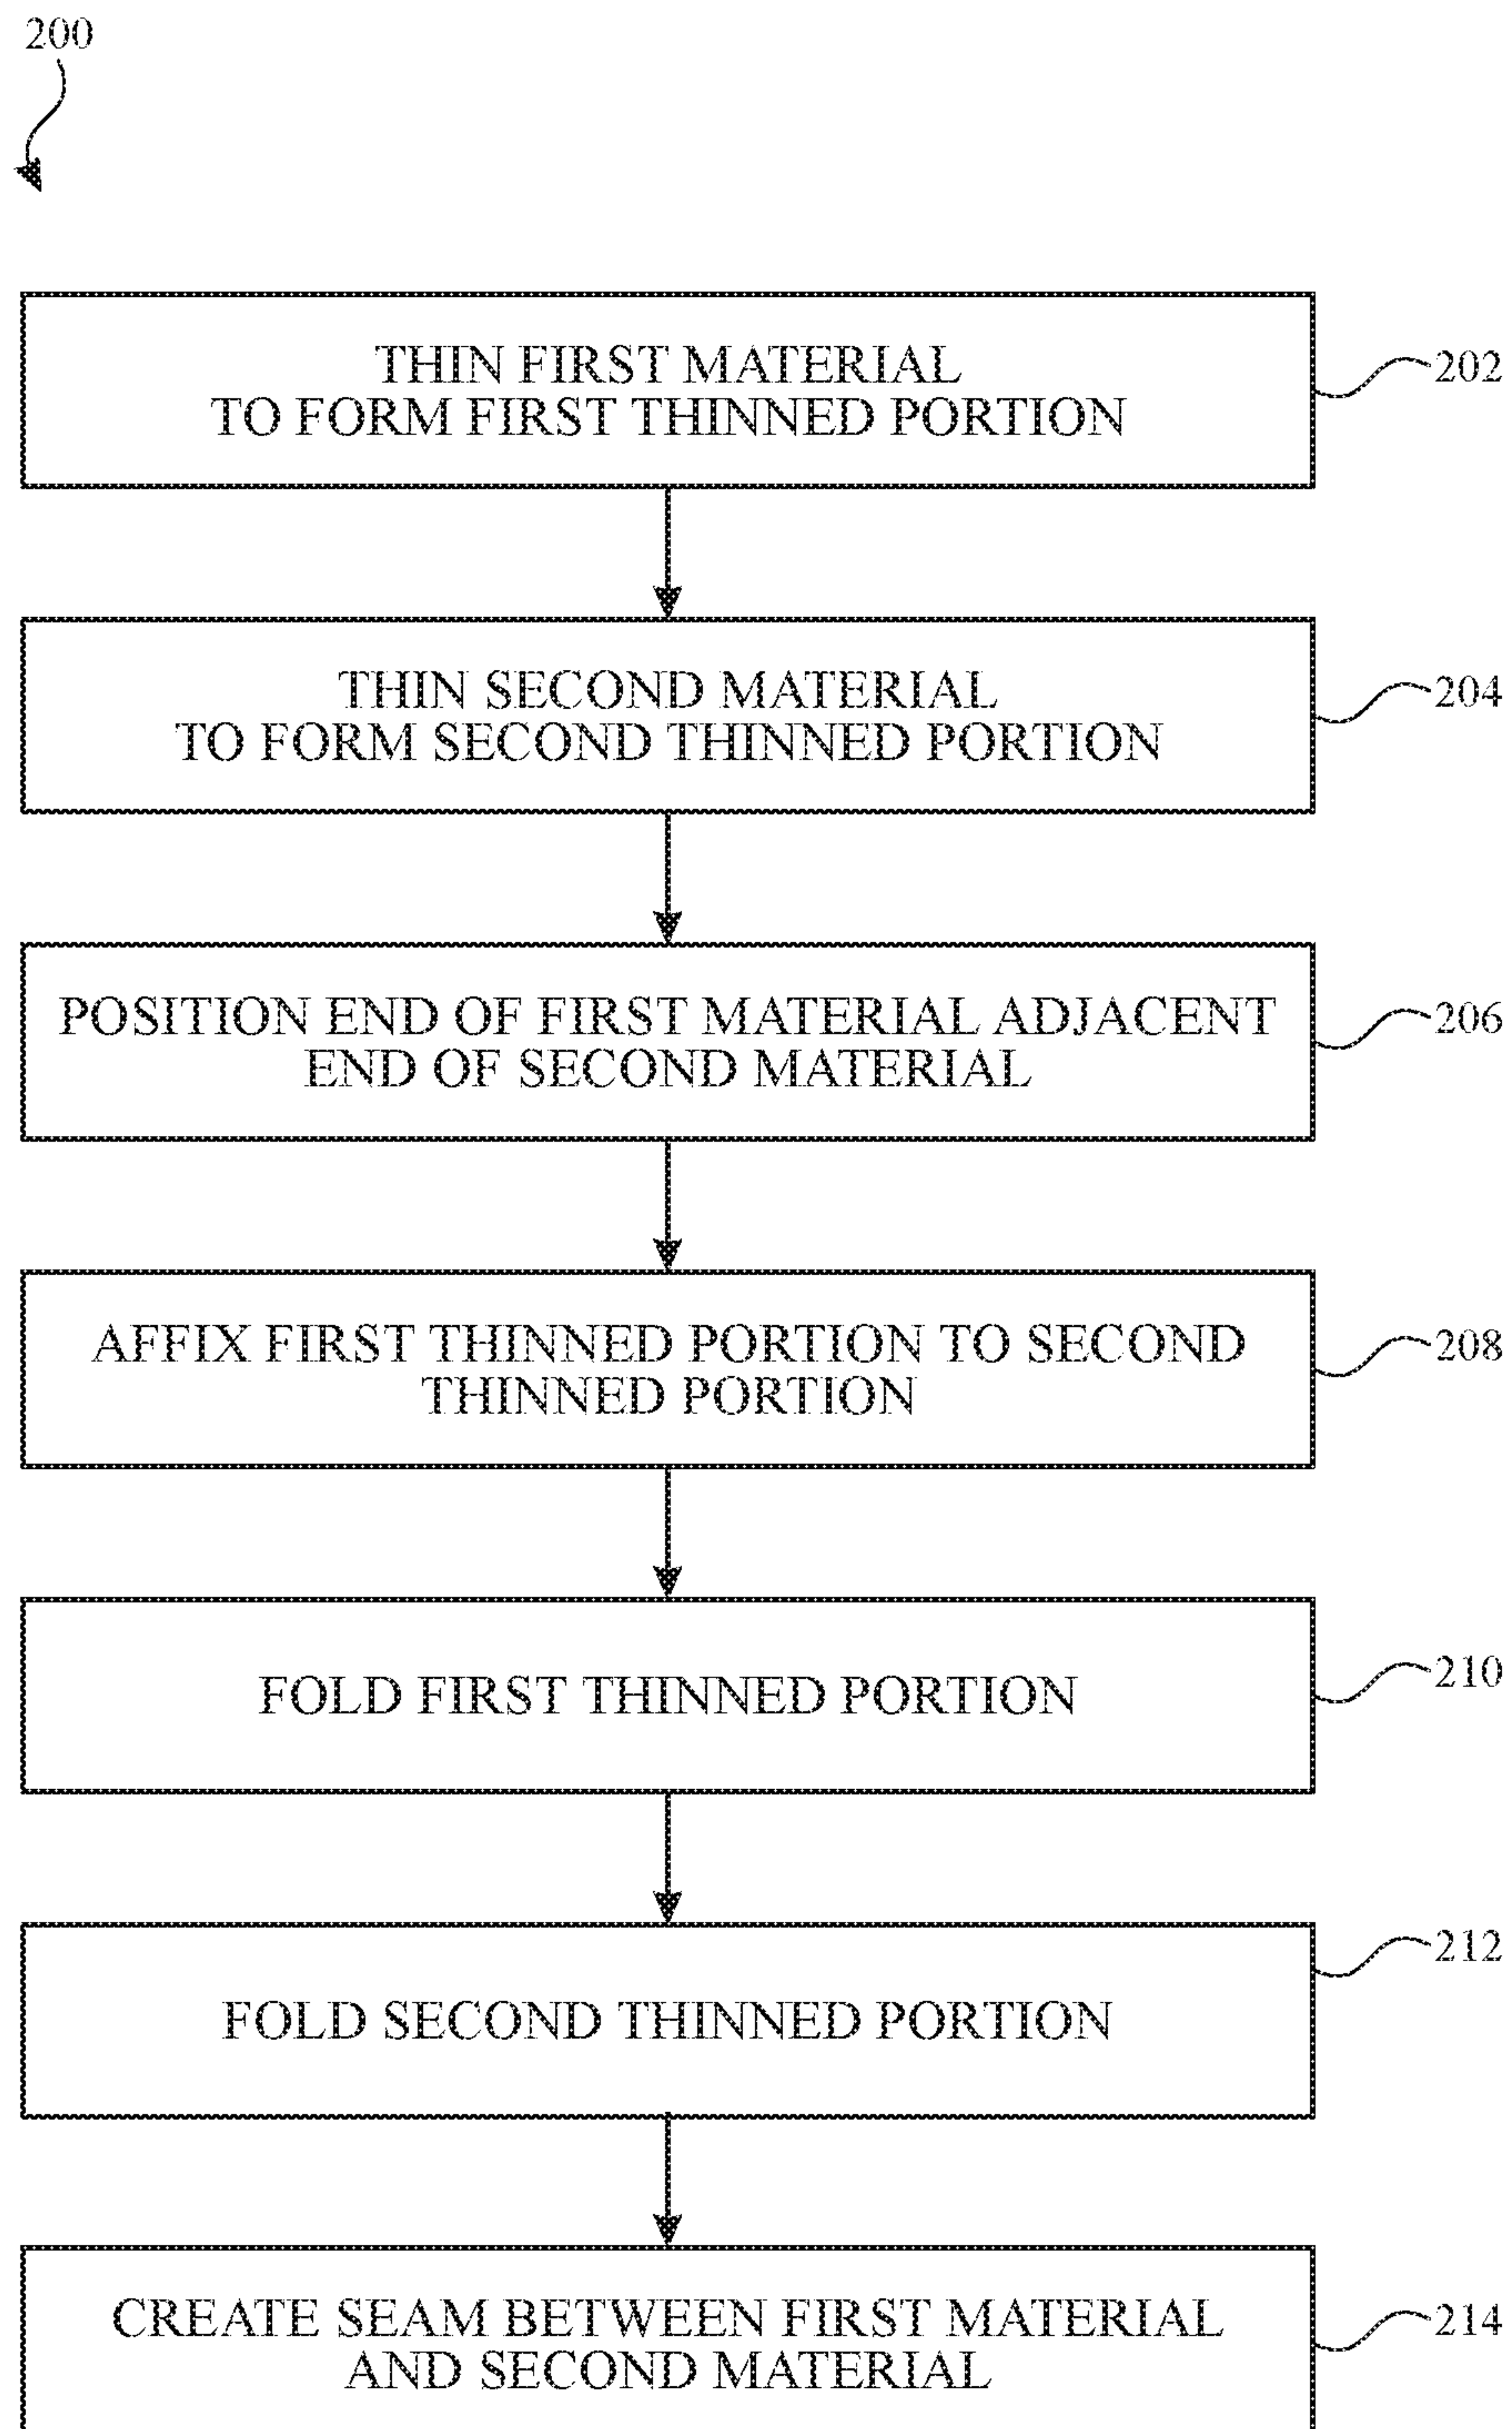 200
THIN FIRST MATERIAL
TO FORM FIRST THINNED PORTION
202
THIN SECOND MATERIAL
TO FORM SECOND THINNED PORTION
204
POSITION END OF FIRST MATERIAL ADJACENT
END OF SECOND MATERIAL
206
AFFIX FIRST THINNED PORTION TO SECOND
THINNED PORTION
208
FOLD FIRST THINNED PORTION
210
FOLD SECOND THINNED PORTION
212
CREATE SEAM BETWEEN FIRST MATERIAL
AND SECOND MATERIAL
214